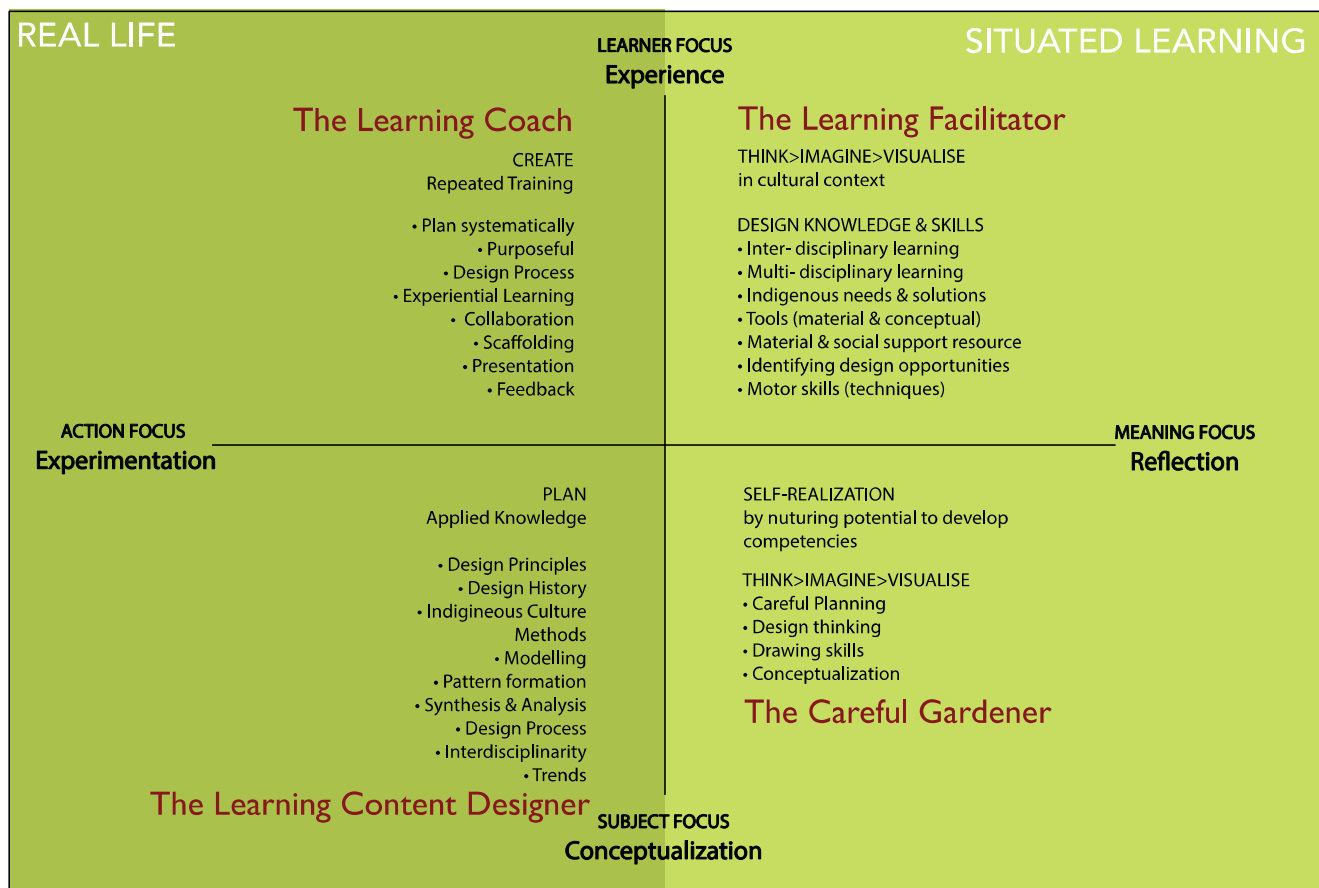 REAL LIFE
SITUATED LEARNING
LEARNER FOCUS
Experience
The Learning Coach
CREATE
Repeated Training
• Plan systematically
• Purposeful
• Design Process
• Experiential Learning
• Collaboration
• Scaffolding
• Presentation
• Feedback
The Learning Facilitator
THINK>IMAGINE>VISUALISE
in cultural context
DESIGN KNOWLEDGE & SKILLS
• Inter- disciplinary learning
• Multi- disciplinary learning
• Indigenous needs & solutions
• Tools (material & conceptual)
• Material & social support resource
• Identifying design opportunities
• Motor skills (techniques)
ACTION FOCUS
Experimentation
MEANING FOCUS
Reflection
PLAN
Applied Knowledge
• Design Principles
• Design History
• Indigineous Culture
Methods
• Modelling
• Pattern formation
• Synthesis & Analysis
• Design Process
• Interdisciplinarity
• Trends
The Learning Content Designer
SELF-REALIZATION
by nuturing potential to develop
competencies
THINK>IMAGINE>VISUALISE
• Careful Planning
• Design thinking
• Drawing skills
• Conceptualization
The Careful Gardener
SUBJECT FOCUS
Conceptualization